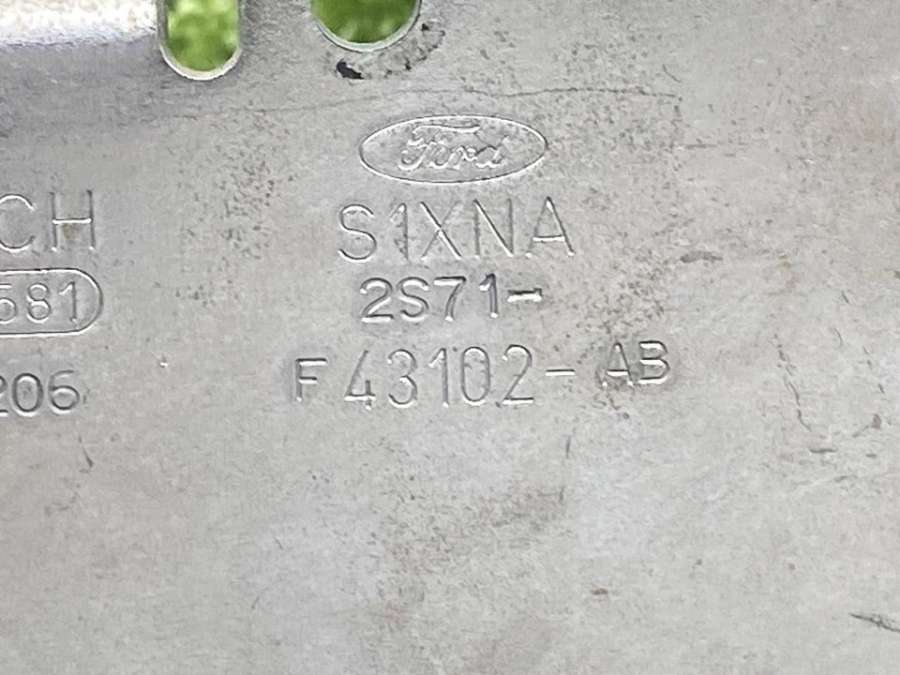 Ford
CH
S1XNA
581
2S71-
206
F43102-AB